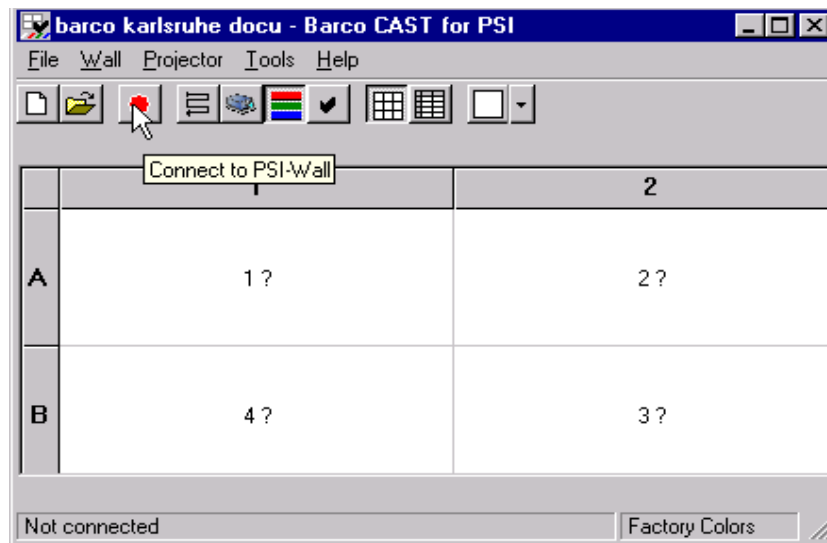 barco karlsruhe docu - Barco CAST for PSI
File Wall Projector Tools Help
Connect to PSI-Wall
1 2
A 1 ? 2 ?
B 4 ? 3 ?
Not connected Factory Colors